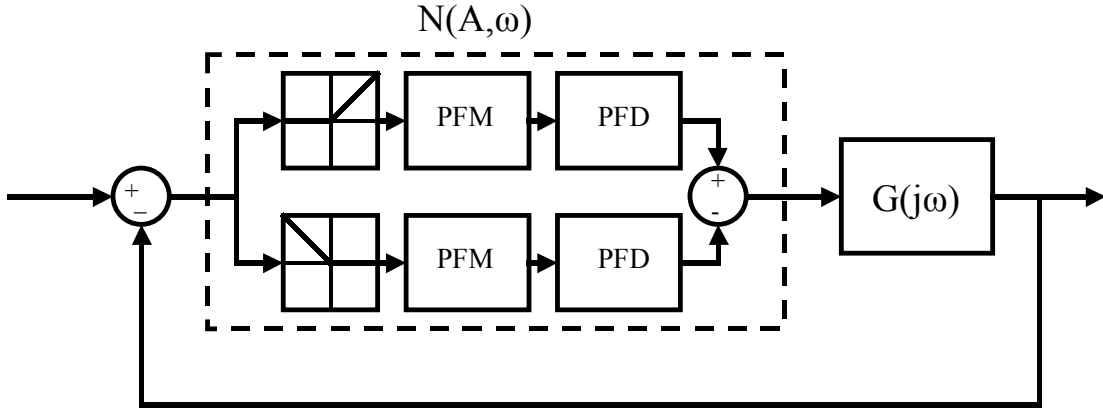 N(A,ω)
PFM
PFD
+
−
+
-
G(jω)
PFM
PFD